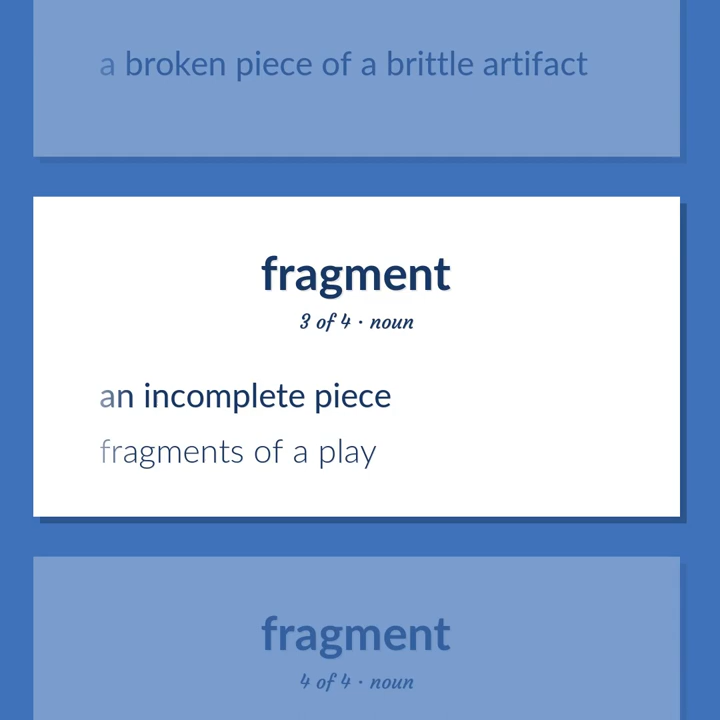 a broken piece of a brittle artifact
fragment
3 of 4 · noun
an incomplete piece
fragments of a play
fragment
4 of 4 · noun